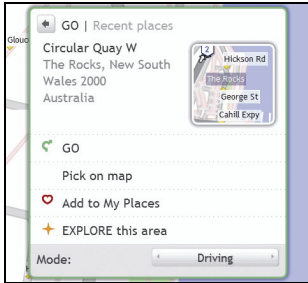 GO | Recent places
Glouc
Circular Quay W
The Rocks, New South
Wales 2000
Australia
2
Hickson Rd
The Rocks
George St
Cahill Expy
GO
Pick on map
Add to My Places
EXPLORE this area
Mode:
Driving